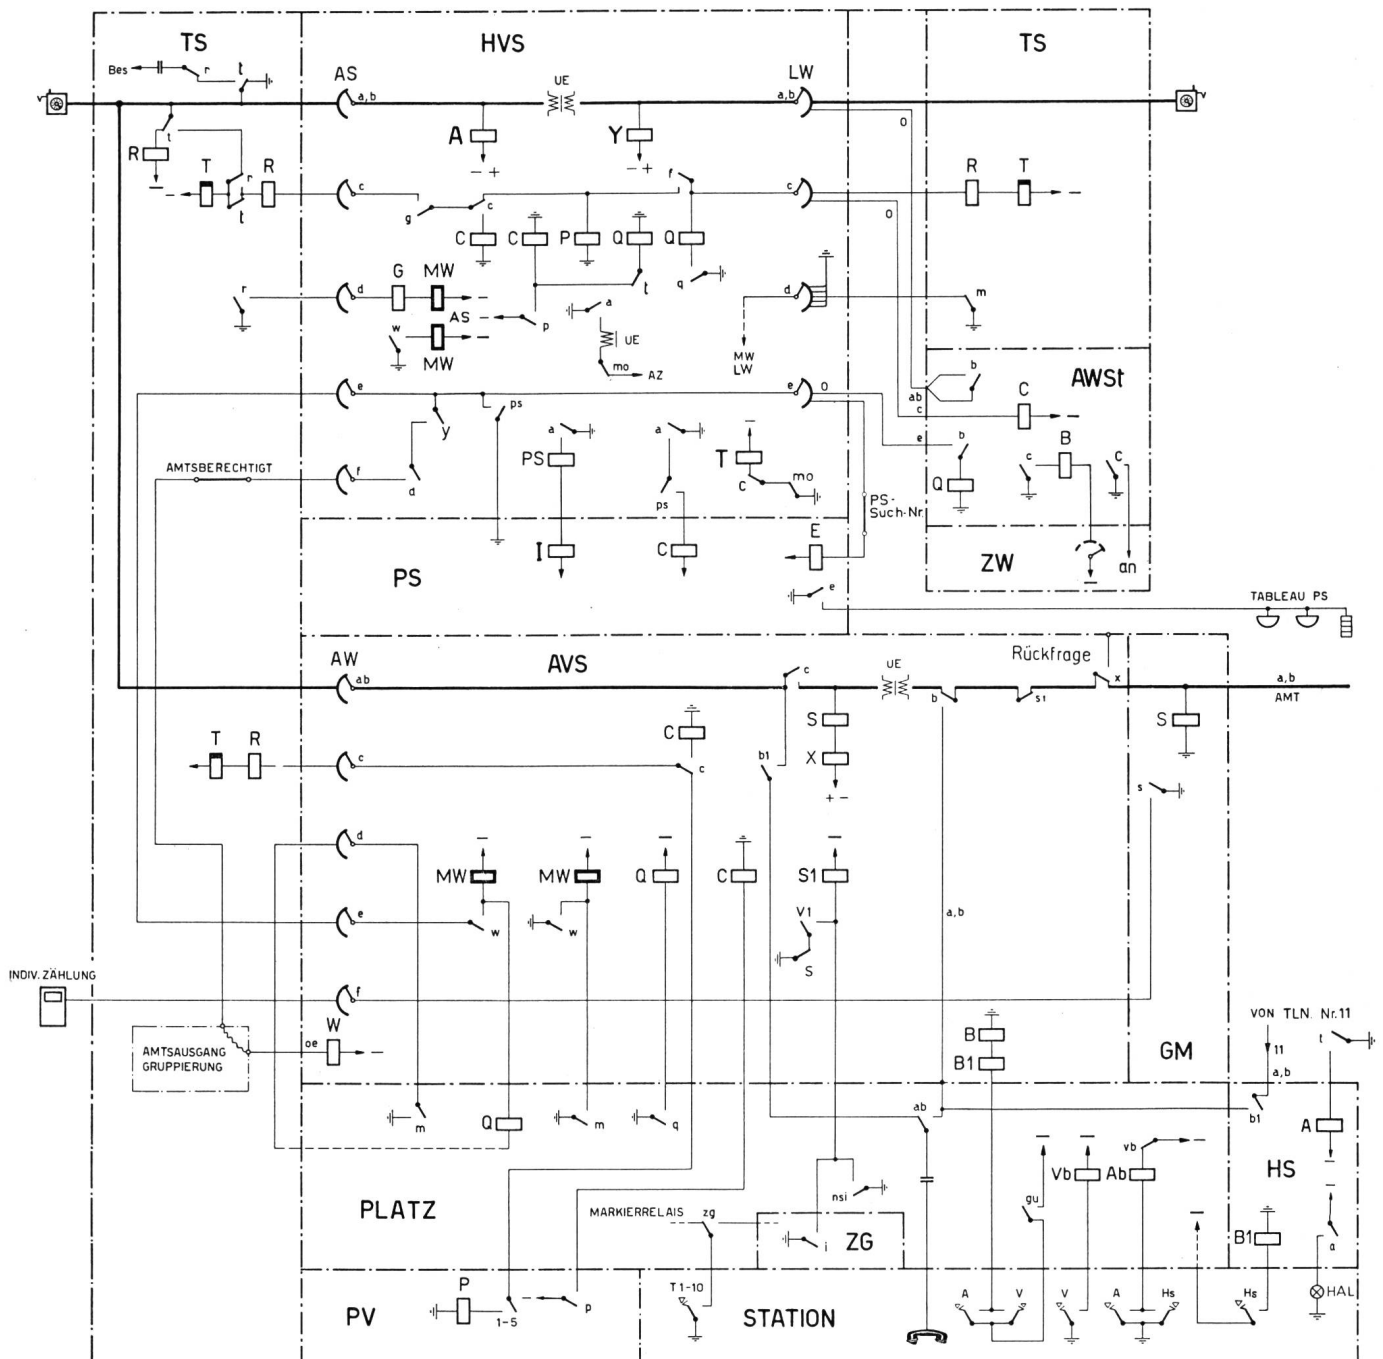 TS HVS TS
Bes r t AS a,b UE a,b LW
v v
t A Y O
R - + - +
T R r c f c R T
t g c O
C C P Q Q
r d G MW t q d m
AS p a
w MW UE MW LW
mo AZ
b AWSt
ab
c C
e ps e O
y a a e b B
AMTSBERECHTIGT f PS T c C
d ps C mo Q
PS-
Such-Nr.
I C E ZW
PS an
e TABLEAU PS
AW AVS Rückfrage
ab c UE x a,b
b s1 AMT
S S
C
T R c c b1 X
+ -
s
d
MW MW Q C S1
V1
e w w a,b
S
INDIV. ZÄHLUNG
f
VON TLN. Nr.11
W B t
AMTSAUSGANG oe
GRUPPIERUNG B1 GM 11
a,b
ab
m Q m q b1 A
vb
Vb Ab HS
nsi gu
PLATZ MARKIERRELAIS zg
i ZG B1 a
P T1-10 A V V A Hs Hs HAL
PV 1-5 p STATION